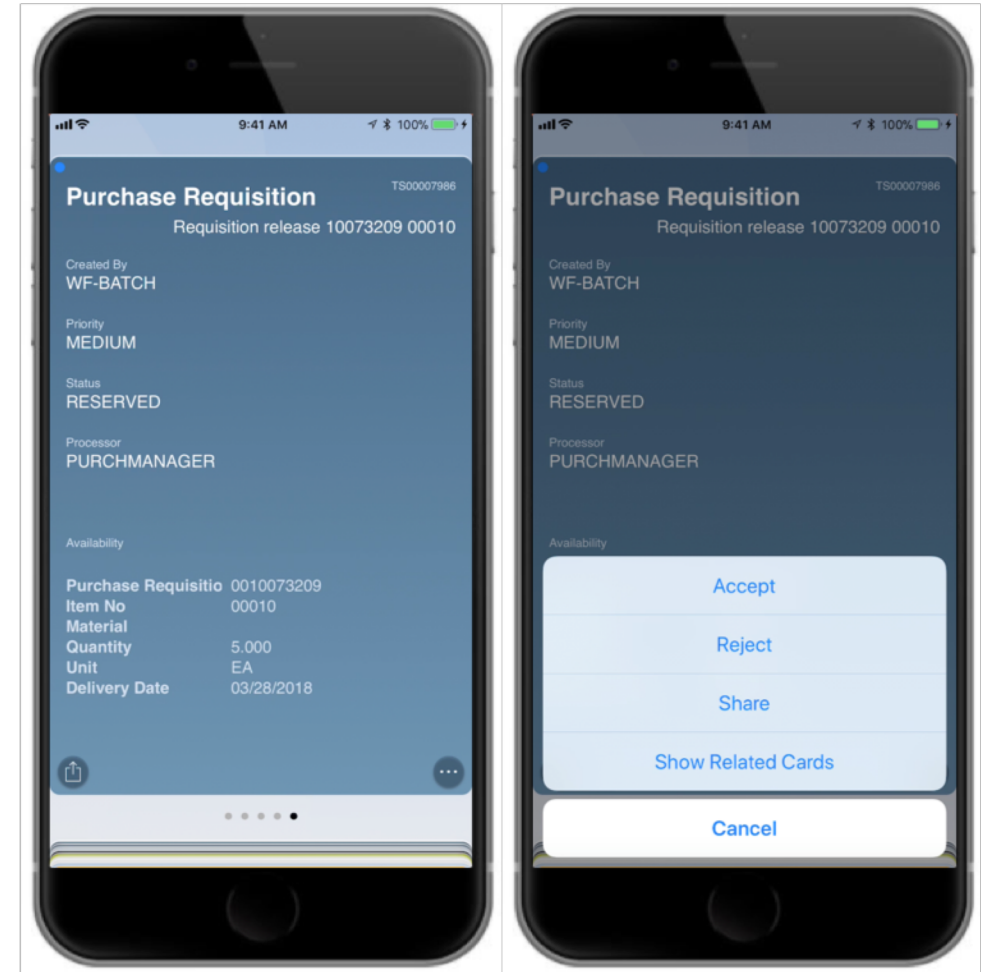 9:41 AM 100%
Purchase Requisition TS00007986
Requisition release 10073209 00010
Created By
WF-BATCH
Priority
MEDIUM
Status
RESERVED
Processor
PURCHMANAGER
Availability
Purchase Requisitio 0010073209
Item No 00010
Material
Quantity 5.000
Unit EA
Delivery Date 03/28/2018
9:41 AM 100%
Purchase Requisition TS00007986
Requisition release 10073209 00010
Created By
WF-BATCH
Priority
MEDIUM
Status
RESERVED
Processor
PURCHMANAGER
Availability
Accept
Reject
Share
Show Related Cards
Cancel